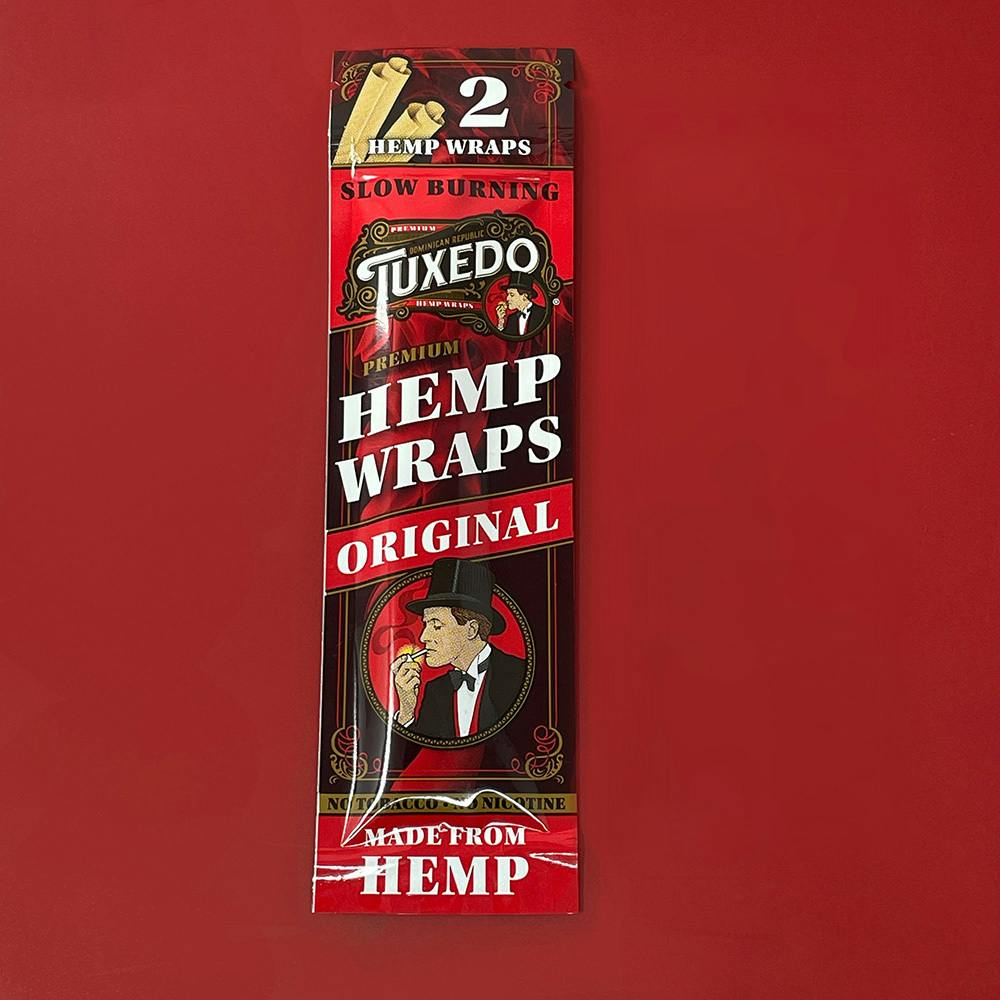 2
HEMP WRAPS
SLOW BURNING
PREMIUM
DOMINICAN REPUBLIC
TUXEDO
HEMP WRAPS
®
PREMIUM
HEMP
WRAPS
ORIGINAL
NO TOBACCO • NO NICOTINE
MADE FROM
HEMP